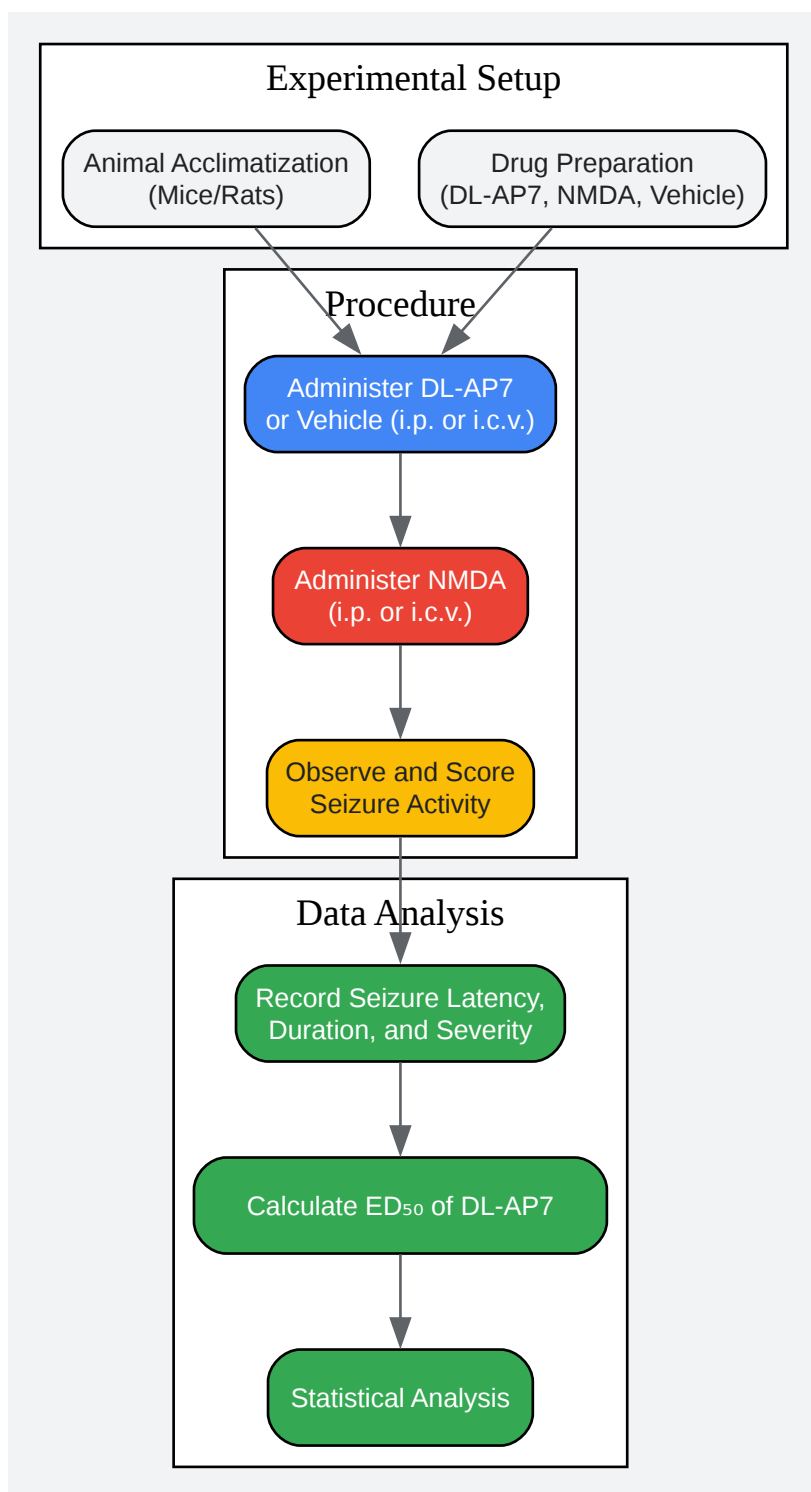 Experimental Setup
Animal Acclimatization
(Mice/Rats)
Drug Preparation
(DL-AP7, NMDA, Vehicle)
Procedure
Administer DL-AP7
or Vehicle (i.p. or i.c.v.)
Administer NMDA
(i.p. or i.c.v.)
Observe and Score
Seizure Activity
Data Analysis
Record Seizure Latency,
Duration, and Severity
Calculate ED₅₀ of DL-AP7
Statistical Analysis